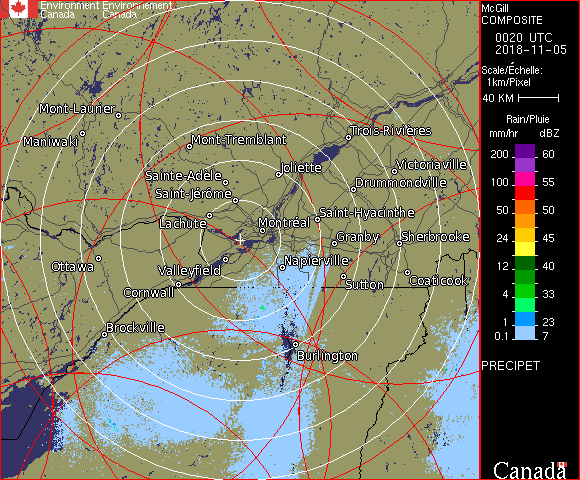 Environment Environnement
Canada Canada
McGill
COMPOSITE
0020 UTC
2018-11-05
Scale/Échelle:
1km/Pixel
40 KM
Rain/Pluie
mm/hr dBZ
200 60
150 55
100 55
50 50
24 45
12 40
4 33
1 23
0.1 7
PRECIPET
Canada
Mont-Laurier
Maniwaki
Mont-Tremblant
Trois-Rivières
Joliette
Victoriaville
Sainte-Adèle
Drummondville
Saint-Jérôme
Saint-Hyacinthe
Lachute
Montréal
Granby
Sherbrooke
Ottawa
Valleyfield
Napierville
Cornwall
Sutton
Coaticook
Brockville
Burlington